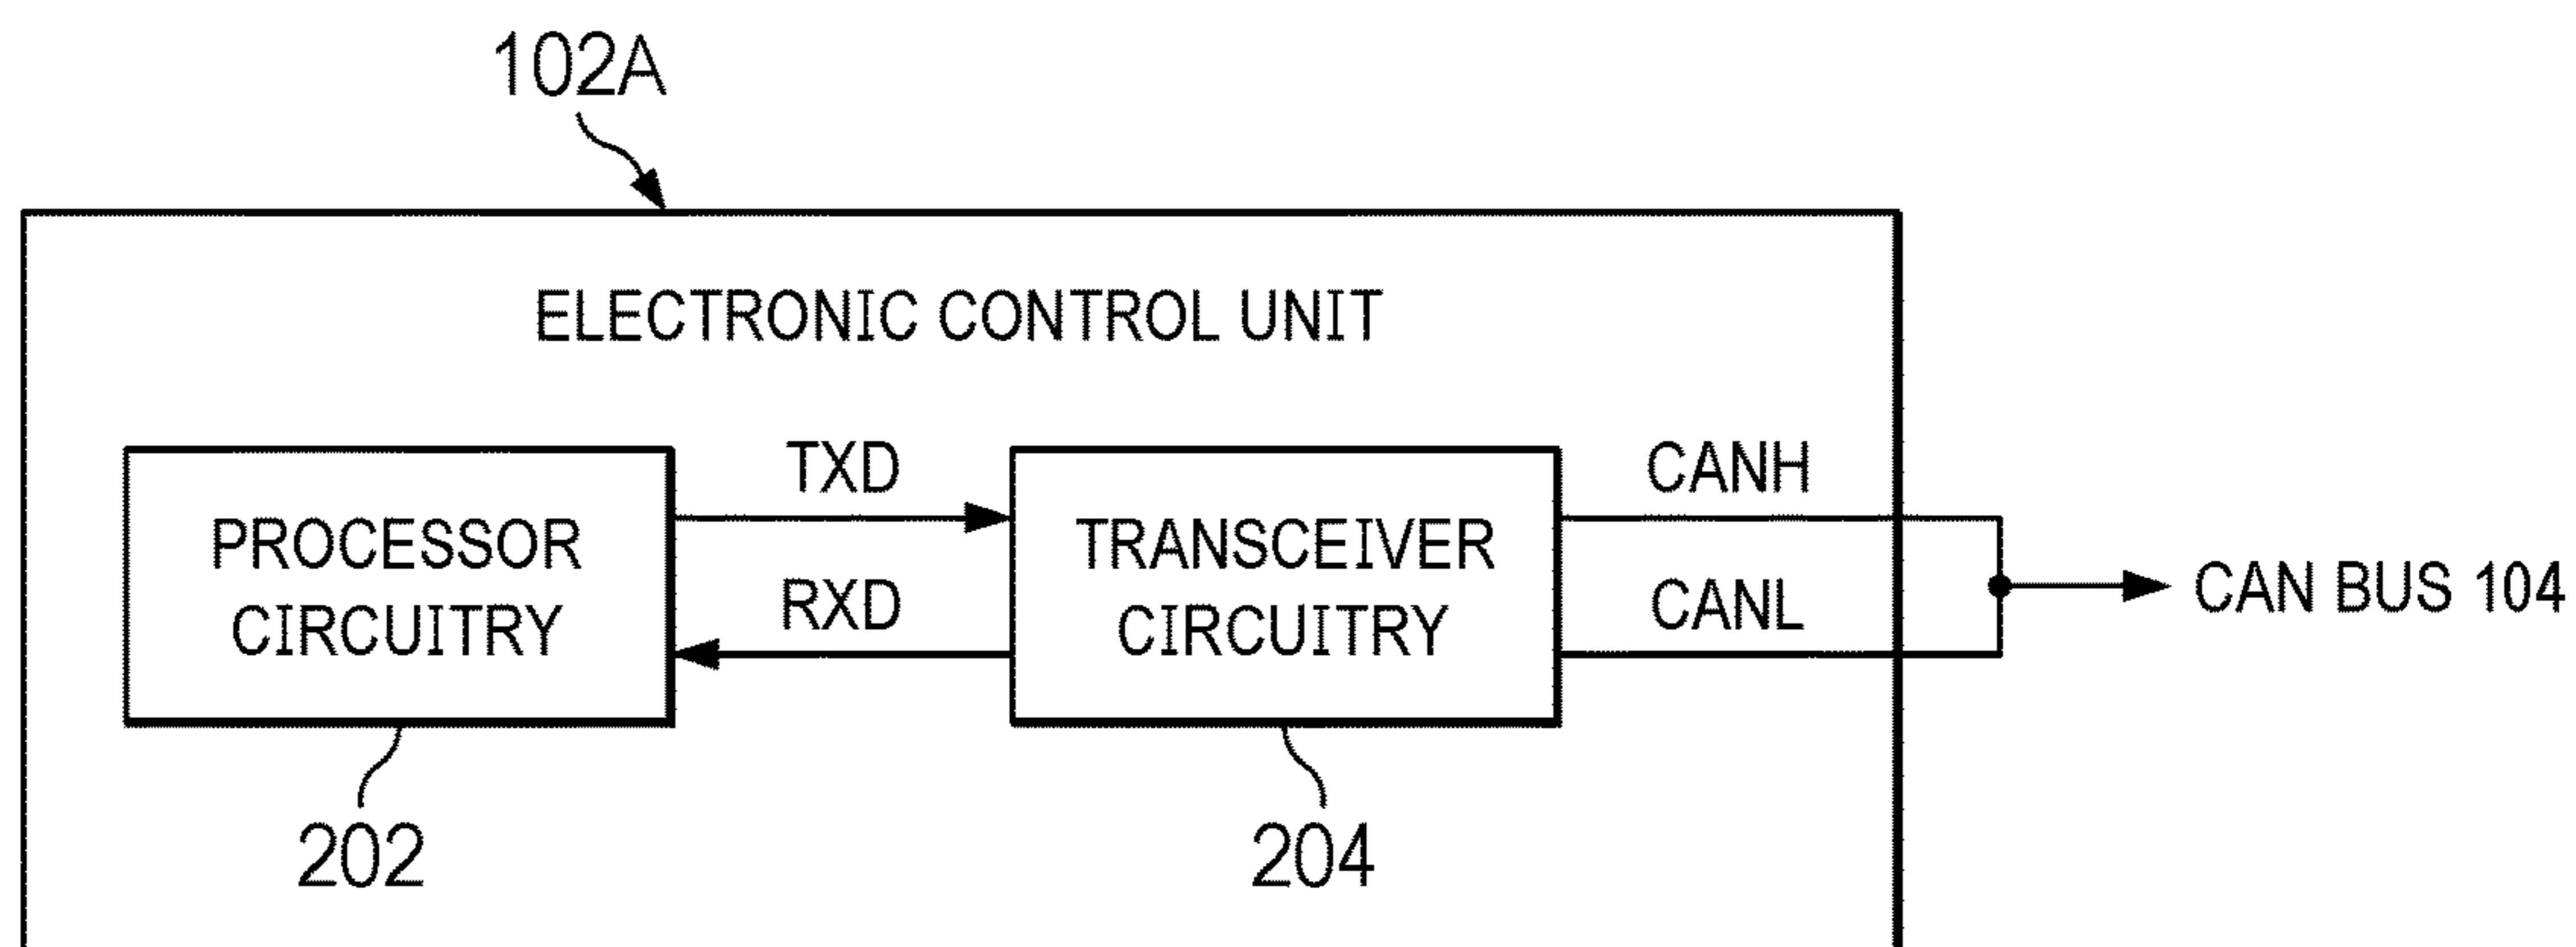 102A
ELECTRONIC CONTROL UNIT
PROCESSOR
CIRCUITRY
TXD
RXD
TRANSCEIVER
CIRCUITRY
CANH
CANL
CAN BUS 104
202
204